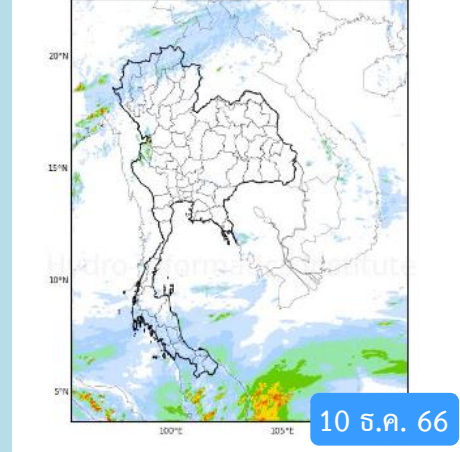 20°N
15°N
Hydro Informatics Institute
10°N
5°N
100°E 105°E
10 ธ.ค. 66